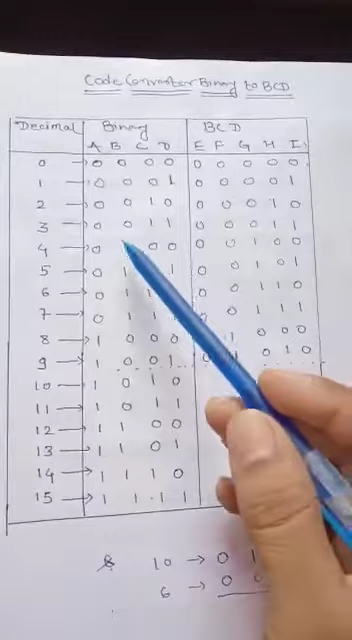 Code Converter Binary to BCD
Decimal Binary BCD
A B C D E F G H I
0 → 0 0 0 0 0 0 0 0 0
1 → 0 0 0 1 0 0 0 0 1
2 → 0 0 1 0 0 0 0 1 0
3 → 0 0 1 1 0 0 0 1 1
4 → 0 0 0 0 0 1 0 0
5 → 0 1 1 0 0 1 0 1
6 → 0 1 1 0 0 1 1 0
7 → 0 1 1 0 0 1 1 1
8 → 1 0 0 0 1 0 0 0
9 → 1 0 0 1 0 1 0 1 0
10 → 1 0 1 0
11 → 1 0 1 1
12 → 1 1 0 0
13 → 1 1 0 1
14 → 1 1 1 0
15 → 1 1 1 1
10 → 0 1
6 → 0 0